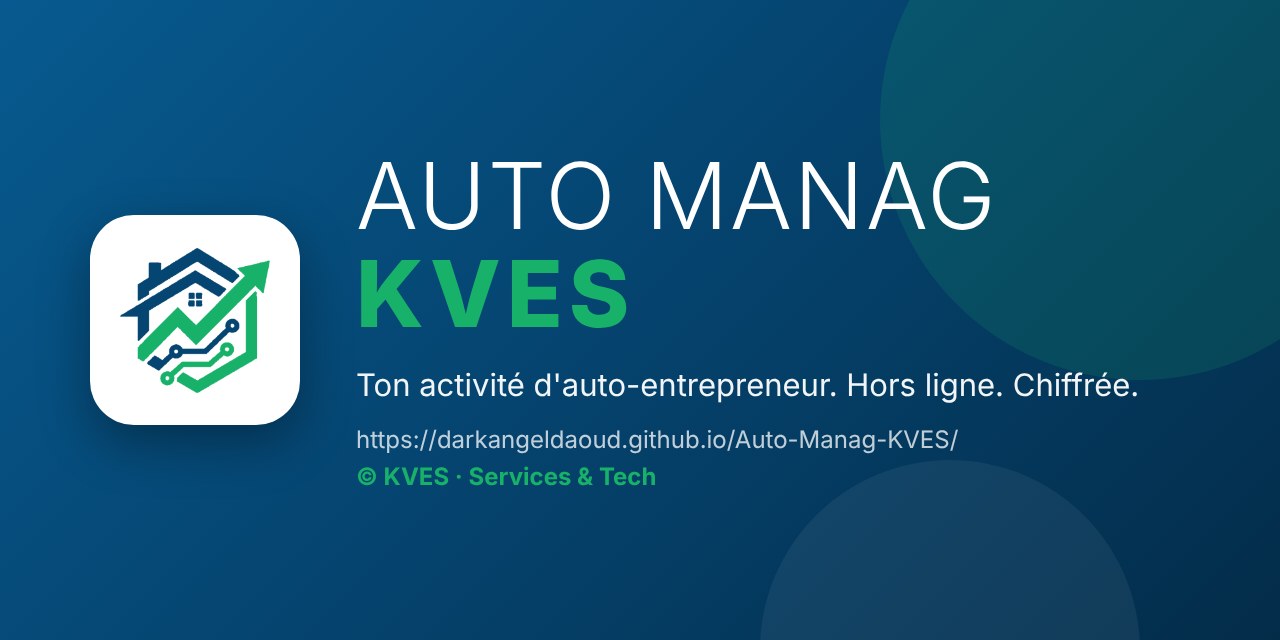 AUTO MANAG
KVES
Ton activité d'auto-entrepreneur. Hors ligne. Chiffrée.
https://darkangeldaoud.github.io/Auto-Manag-KVES/
© KVES · Services & Tech